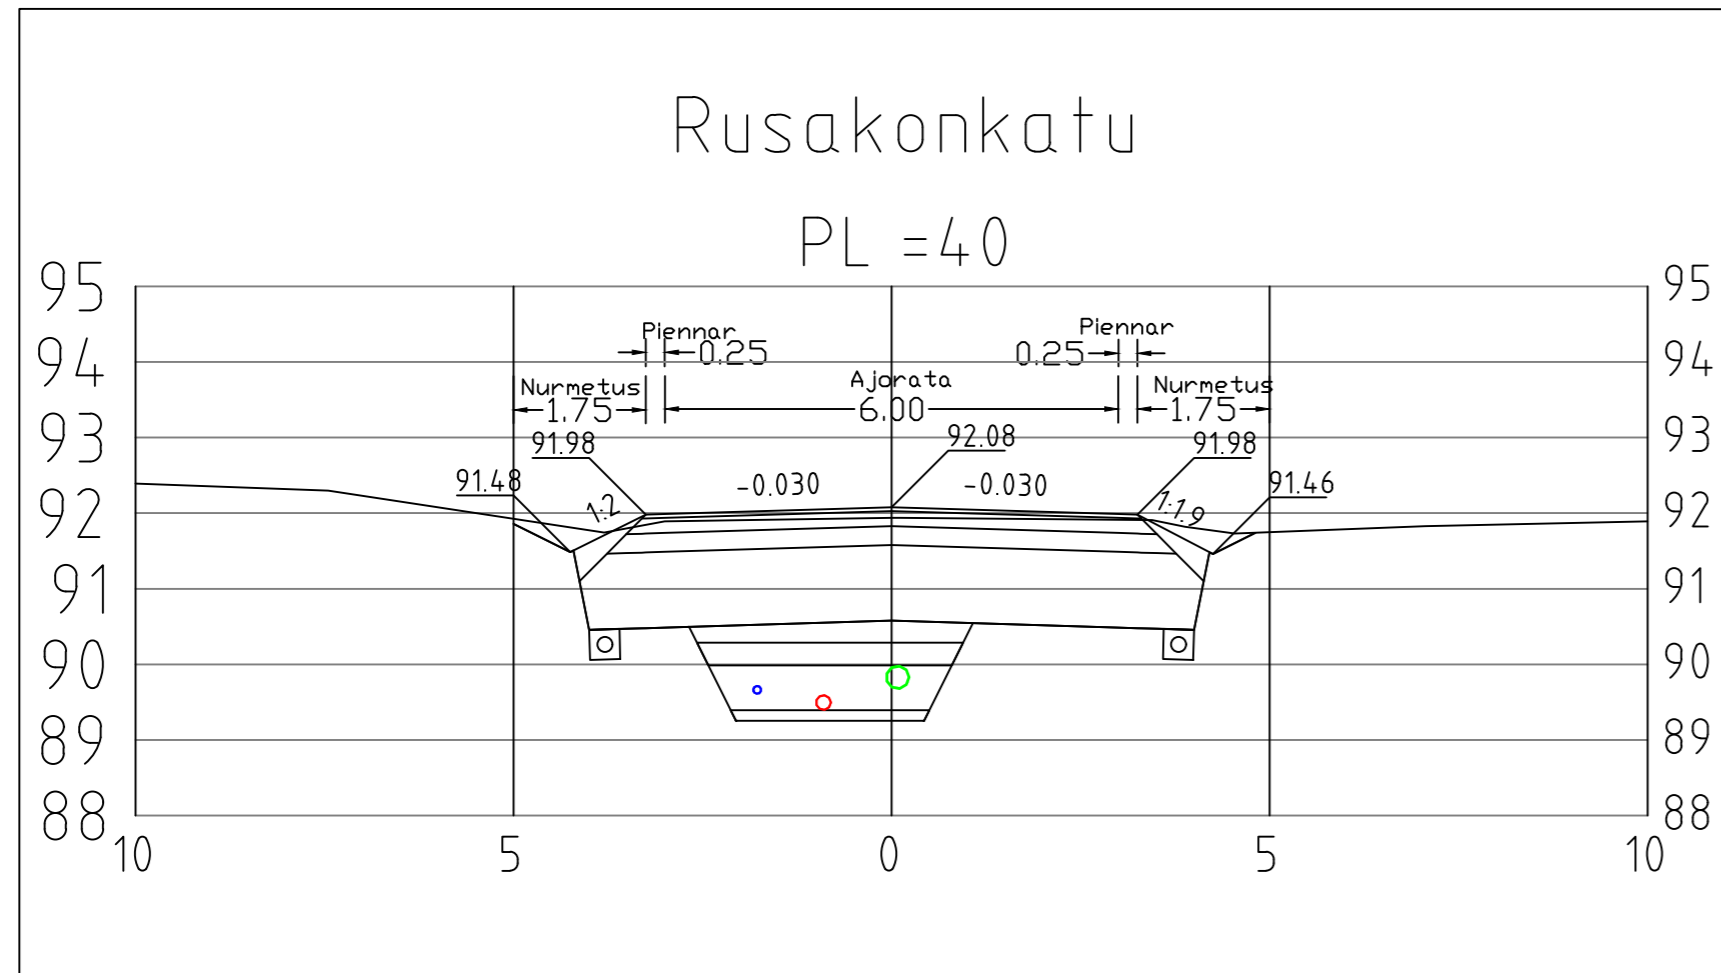 Rusakonkatu
PL =40
95 95
Piennar Piennar
94 0.25 0.25 94
Nurmetus Ajorata Nurmetus
1.75 6.00 1.75
93 91.98 92.08 91.98 93
91.48 -0.030 -0.030 91.46
92 1:2 1:1.9 92
91 91
90 90
89 89
88 88
10 5 0 5 10